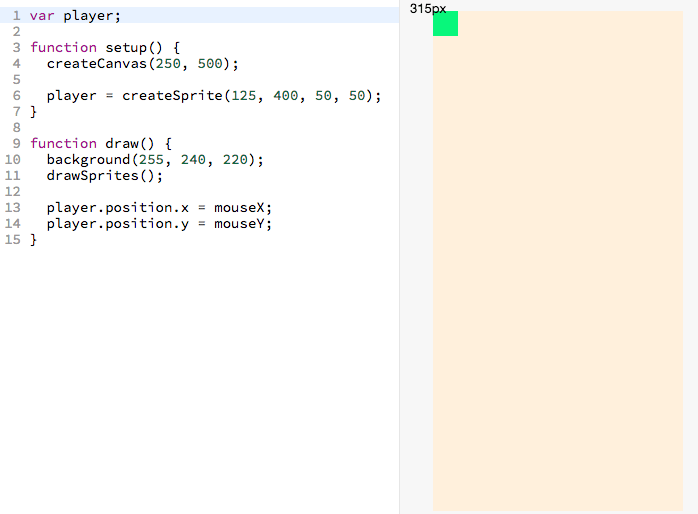 1 var player;
2
3 function setup() {
4   createCanvas(250, 500);
5
6   player = createSprite(125, 400, 50, 50);
7 }
8
9 function draw() {
10   background(255, 240, 220);
11   drawSprites();
12
13   player.position.x = mouseX;
14   player.position.y = mouseY;
15 }
315px